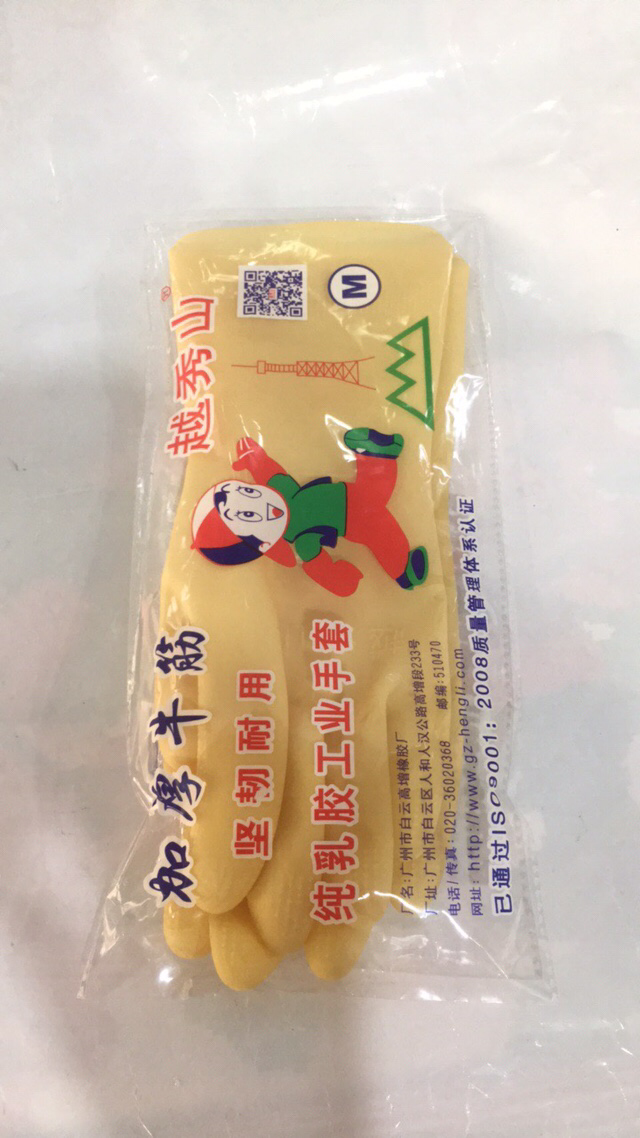 越秀山®
M
加厚牛筋
坚韧耐用
纯乳胶工业手套
厂名:广州市白云高增橡胶厂
厂址:广州市白云区人和人汉公路高增段233号
电话/传真:020-36020368 邮编:510470
网址: http://www.gz-hengli.com
已通过ISO9001: 2008质量管理体系认证